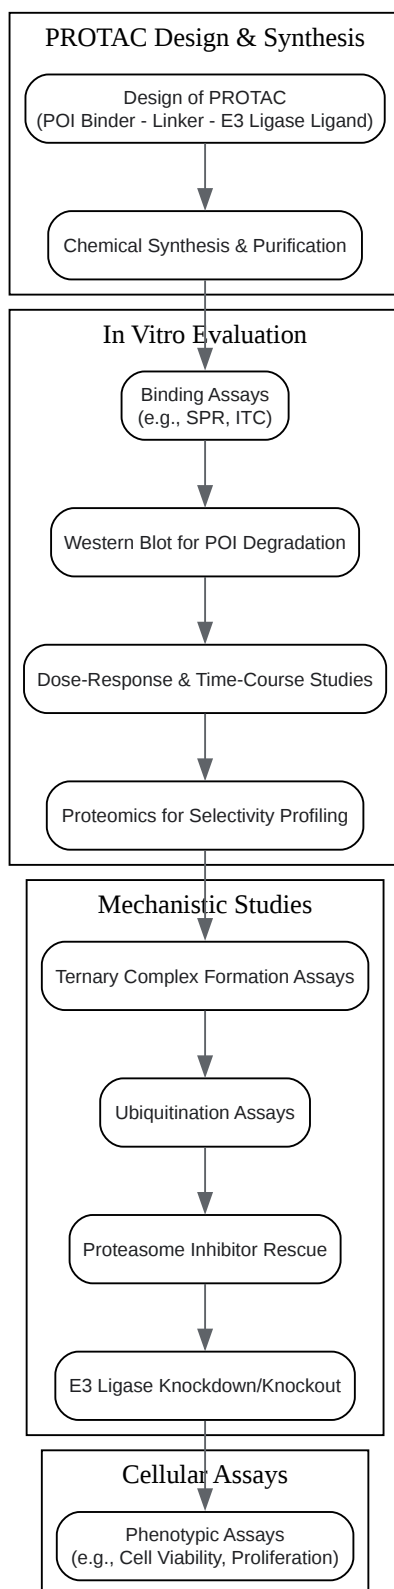 PROTAC Design & Synthesis
Design of PROTAC
(POI Binder - Linker - E3 Ligase Ligand)
Chemical Synthesis & Purification
In Vitro Evaluation
Binding Assays
(e.g., SPR, ITC)
Western Blot for POI Degradation
Dose-Response & Time-Course Studies
Proteomics for Selectivity Profiling
Mechanistic Studies
Ternary Complex Formation Assays
Ubiquitination Assays
Proteasome Inhibitor Rescue
E3 Ligase Knockdown/Knockout
Cellular Assays
Phenotypic Assays
(e.g., Cell Viability, Proliferation)